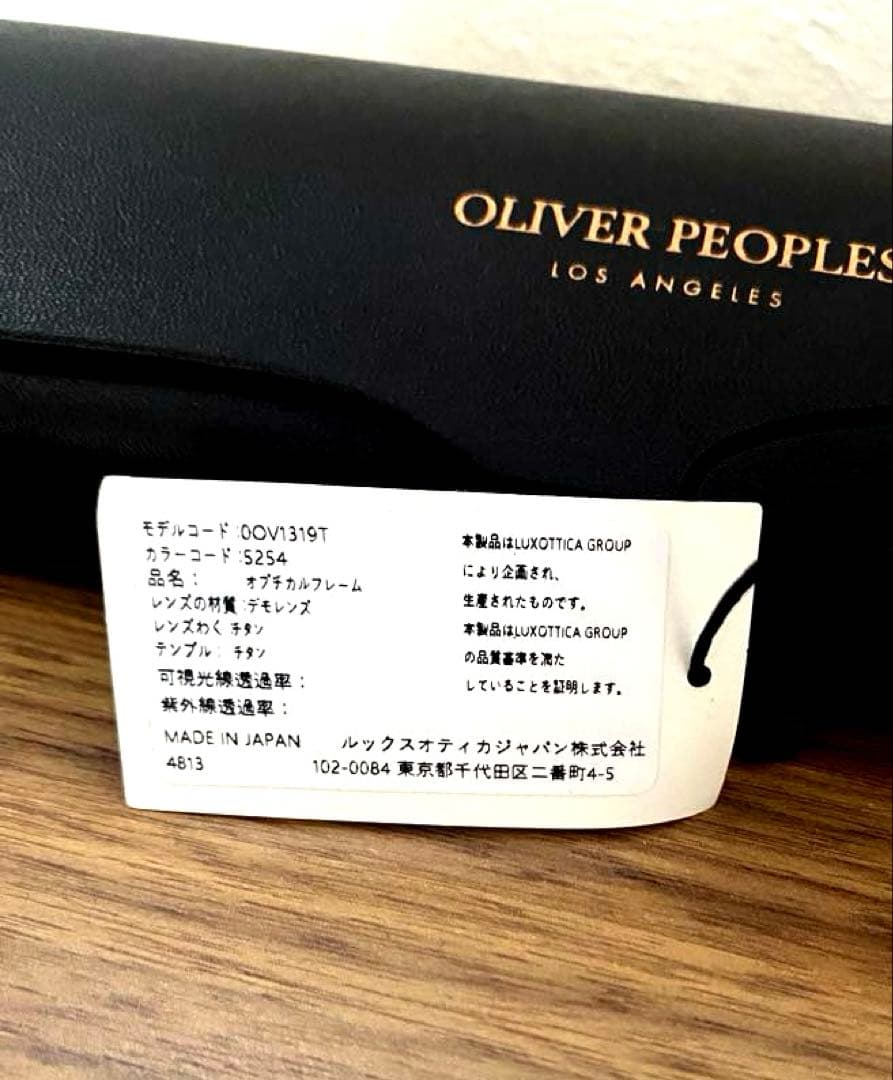 OLIVER PEOPLES
LOS ANGELES
モデルコード :0OV1319T
カラーコード :5254
品名: オプチカルフレーム
レンズの材質 :デモレンズ
レンズわく チタン
テンプル: チタン
可視光線透過率:
紫外線透過率:
MADE IN JAPAN
4813
本製品はLUXOTTICA GROUP
により企画され、
生産されたものです。
本製品はLUXOTTICA GROUP
の品質基準を満た
していることを証明します。
ルックスオティカジャパン株式会社
102-0084 東京都千代田区二番町4-5